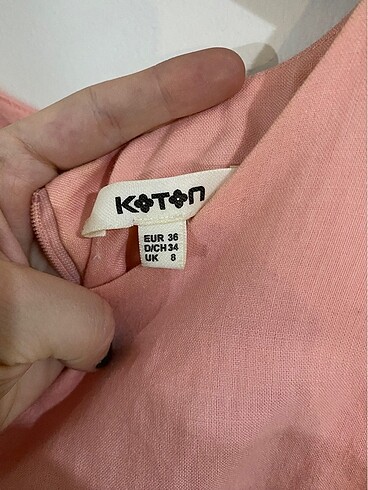 KOTON
EUR 36
D/CH 34
UK 8